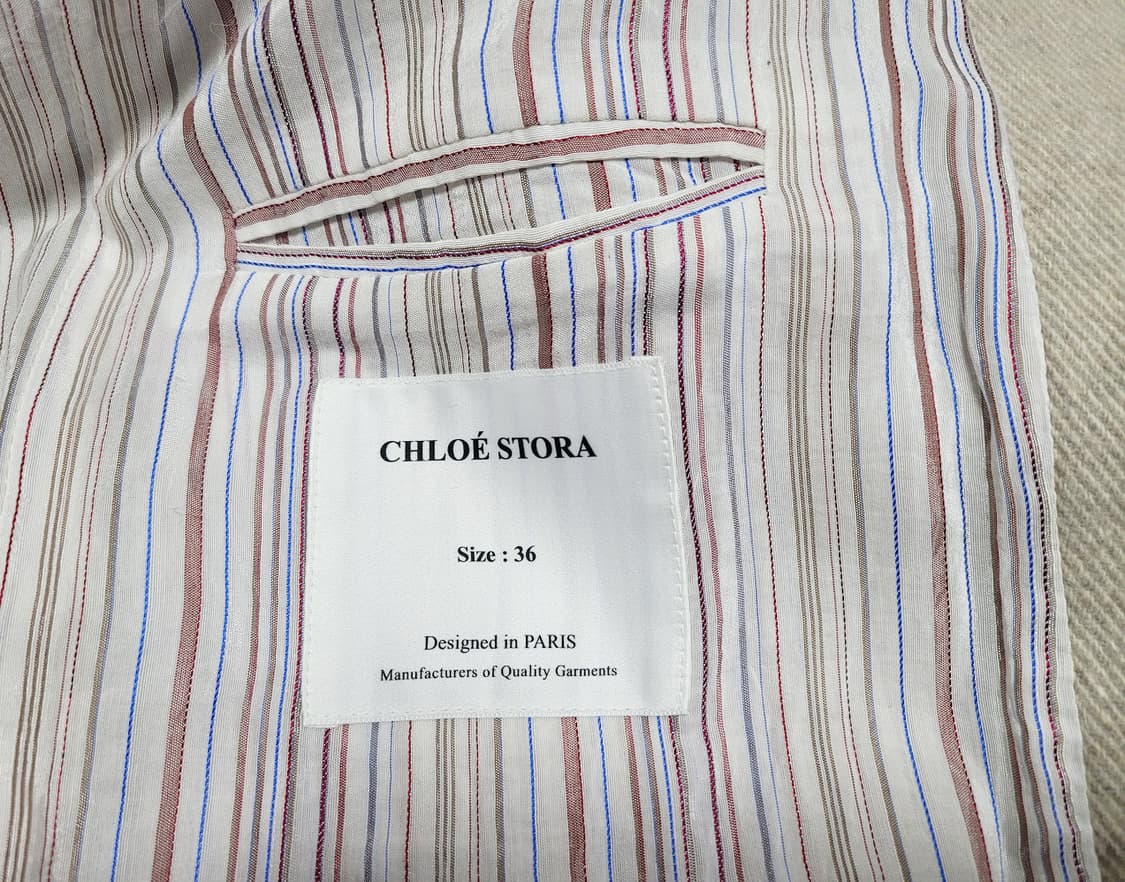 CHLOÉ STORA
Size : 36
Designed in PARIS
Manufacturers of Quality Garments